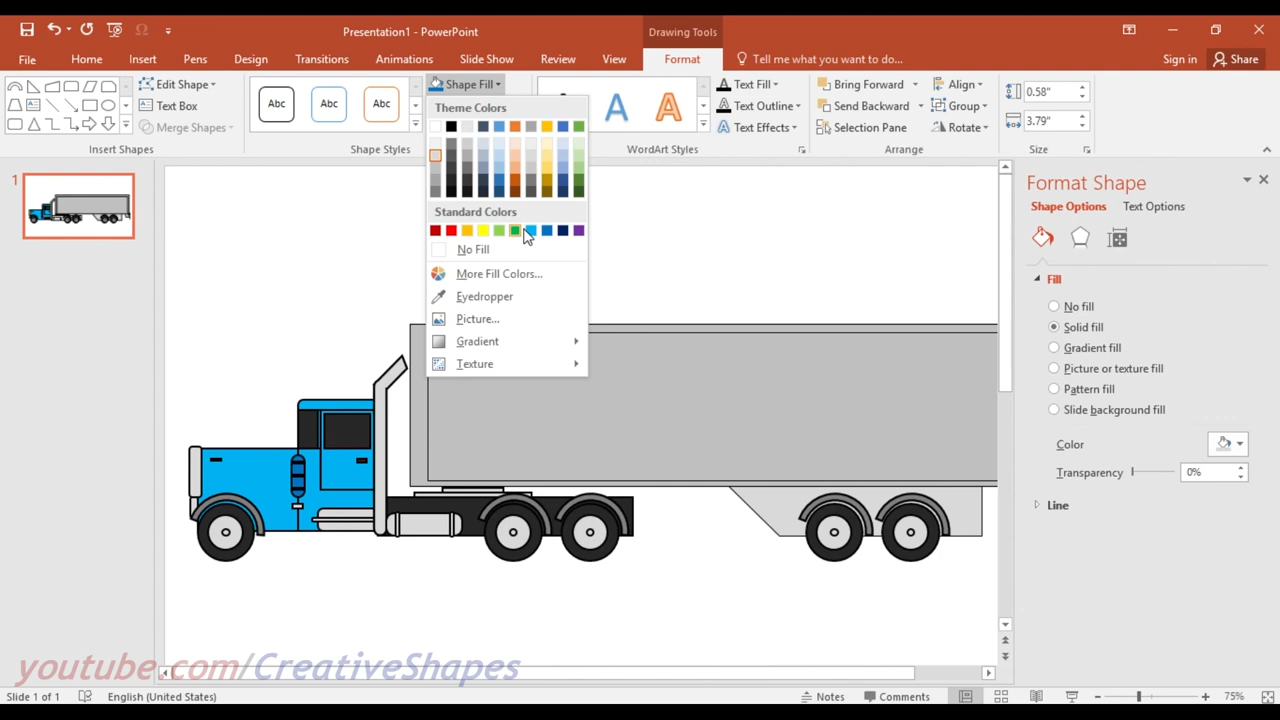 Presentation1 - PowerPoint
Drawing Tools
File Home Insert Pens Design Transitions Animations Slide Show Review View Format Tell me what you want to do... Sign in Share
Edit Shape
Text Box
Merge Shapes
Insert Shapes
Abc Abc Abc
Shape Fill
Shape Styles
A A
Text Fill
Text Outline
Text Effects
WordArt Styles
Bring Forward
Send Backward
Selection Pane
Align
Group
Rotate
Arrange
0.58"
3.79"
Size
Theme Colors
Standard Colors
No Fill
More Fill Colors...
Eyedropper
Picture...
Gradient
Texture
1
Format Shape
Shape Options Text Options
Fill
No fill
Solid fill
Gradient fill
Picture or texture fill
Pattern fill
Slide background fill
Color
Transparency 0%
Line
youtube.com/CreativeShapes
Slide 1 of 1 English (United States) Notes Comments 75%